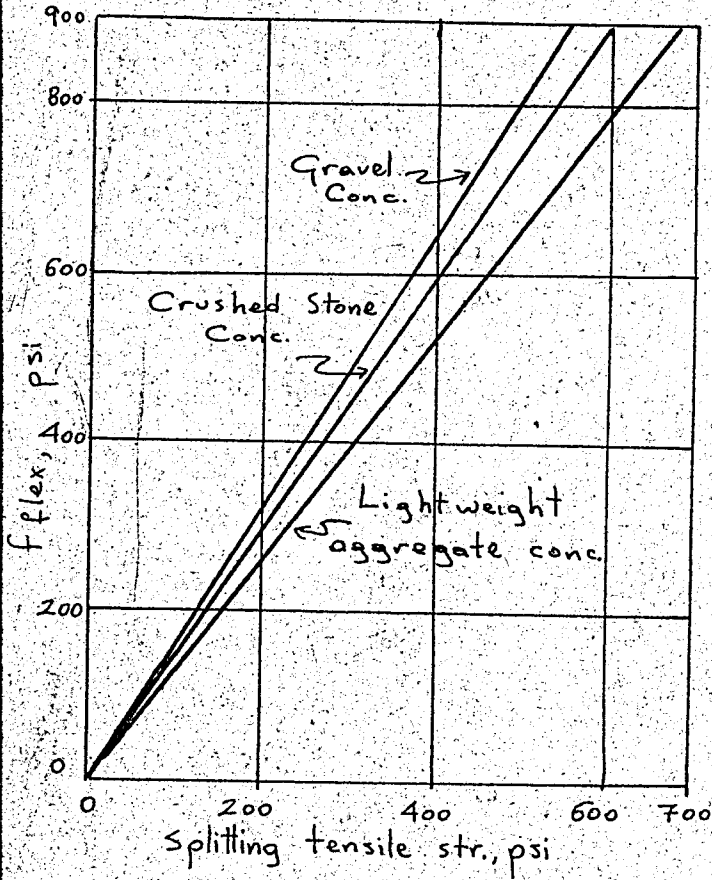 900
800
600
400
200
0
f flex, psi
Gravel
Conc.
Crushed Stone
Conc.
Lightweight
aggregate conc.
0 200 400 600 700
Splitting tensile str., psi